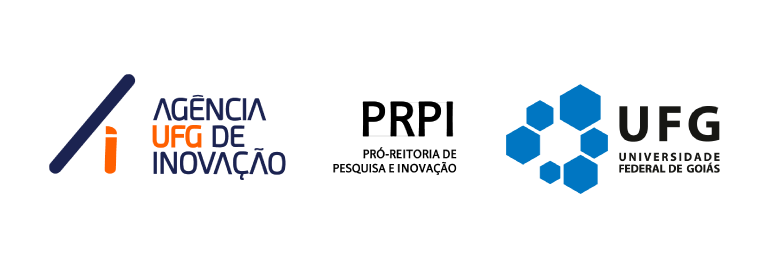 AGÊNCIA
UFG DE
INOVAÇÃO
PRPI
PRÓ-REITORIA DE
PESQUISA E INOVAÇÃO
UFG
UNIVERSIDADE
FEDERAL DE GOIÁS